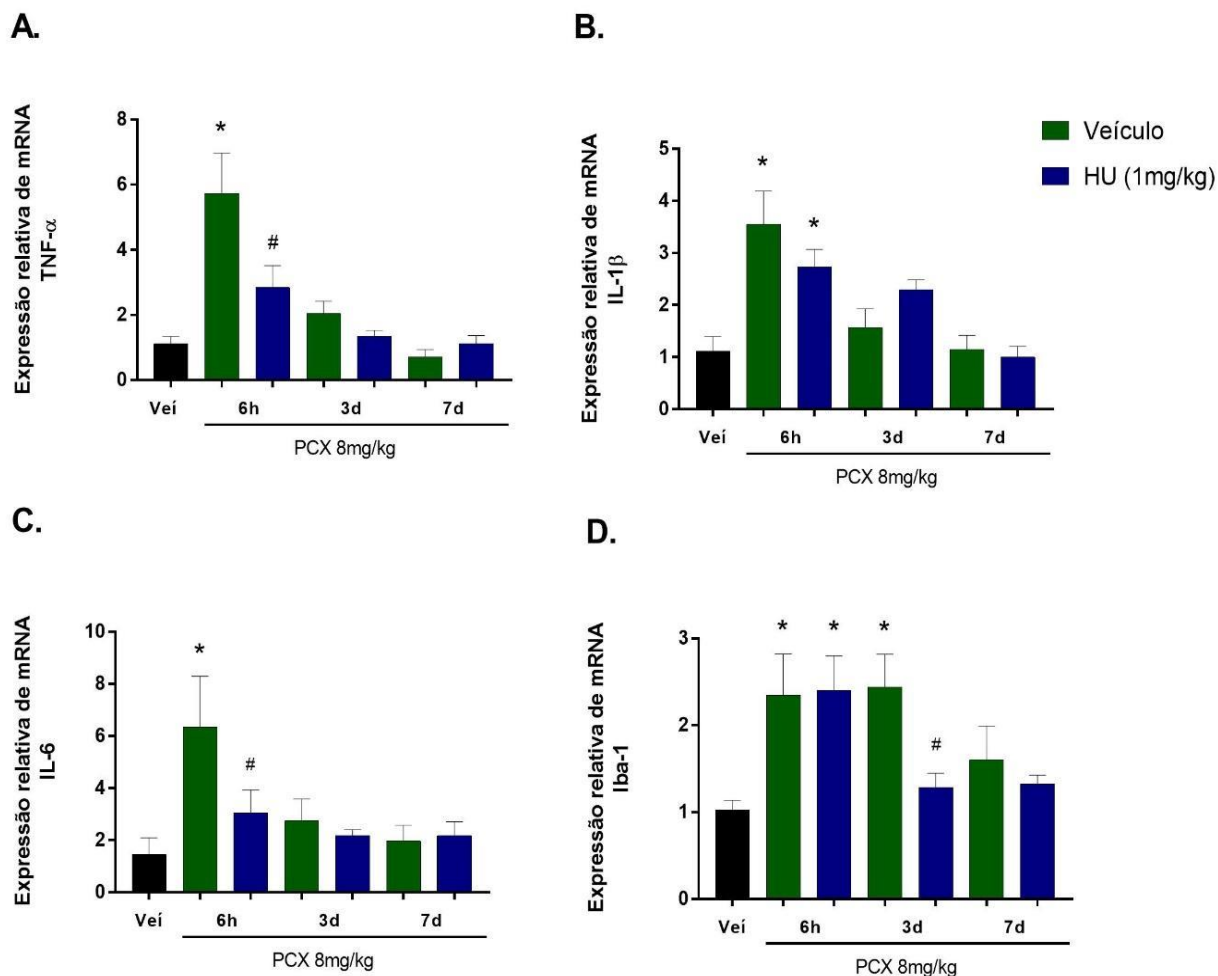 A.
Expressão relativa de mRNA
TNF-α
8
6
4
2
0
*
#
Veí
6h
3d
7d
PCX 8mg/kg
B.
Veículo
HU (1mg/kg)
Expressão relativa de mRNA
IL-1β
5
4
3
2
1
0
*
*
Veí
6h
3d
7d
PCX 8mg/kg
C.
Expressão relativa de mRNA
IL-6
10
8
6
4
2
0
*
#
Veí
6h
3d
7d
PCX 8mg/kg
D.
Expressão relativa de mRNA
Iba-1
3
2
1
0
*
*
*
#
Veí
6h
3d
7d
PCX 8mg/kg